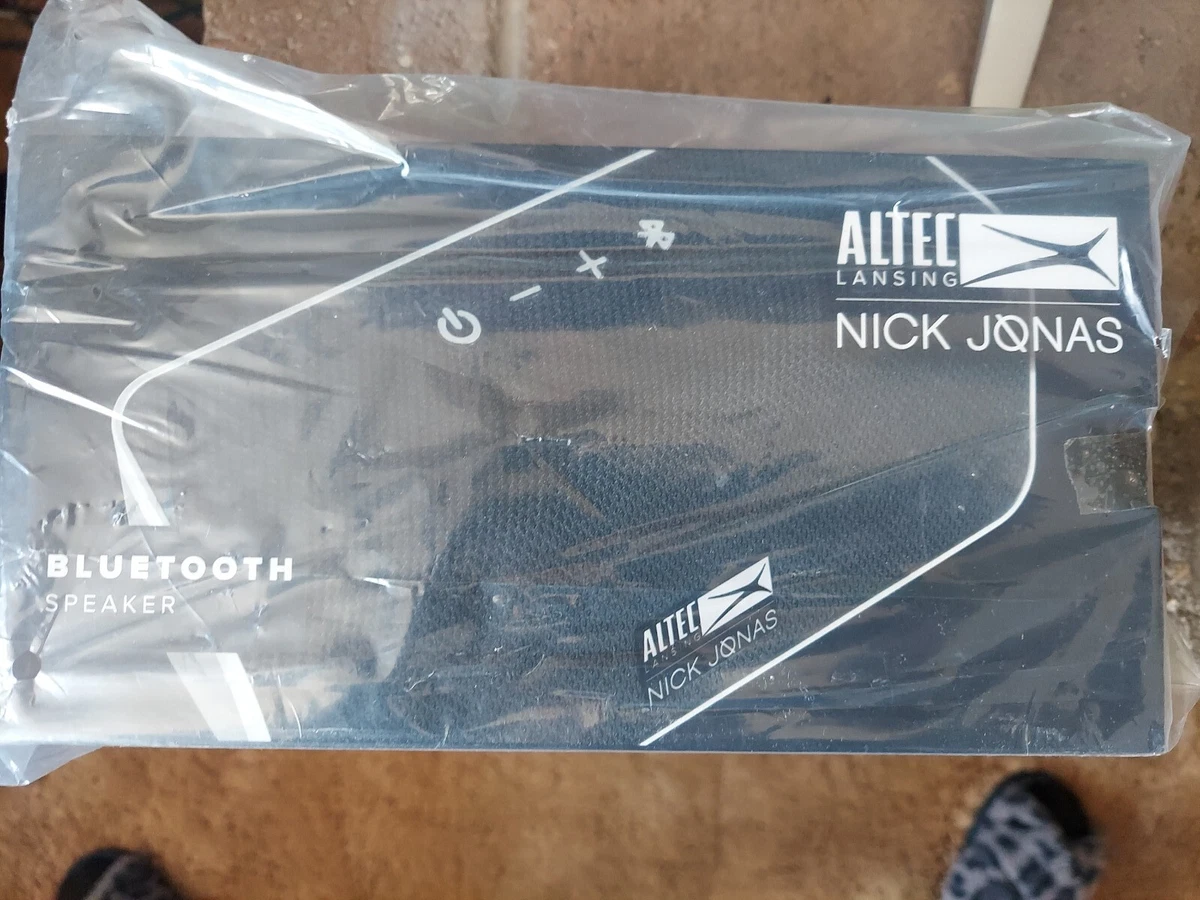 ALTEC
LANSING
NICK JONAS
BLUETOOTH
SPEAKER
ALTEC
LANSING
NICK JONAS